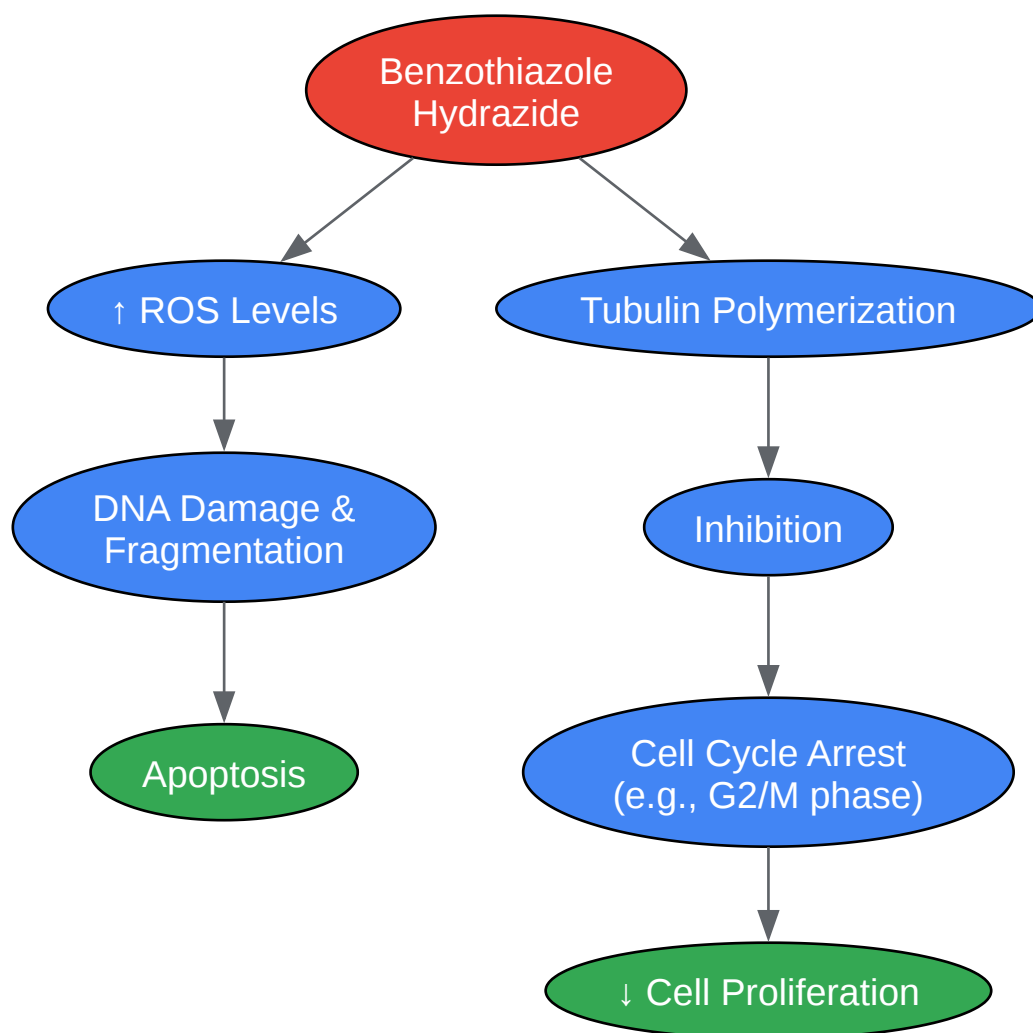 Benzothiazole
Hydrazide
↑ ROS Levels
Tubulin Polymerization
DNA Damage &
Fragmentation
Inhibition
Apoptosis
Cell Cycle Arrest
(e.g., G2/M phase)
↓ Cell Proliferation